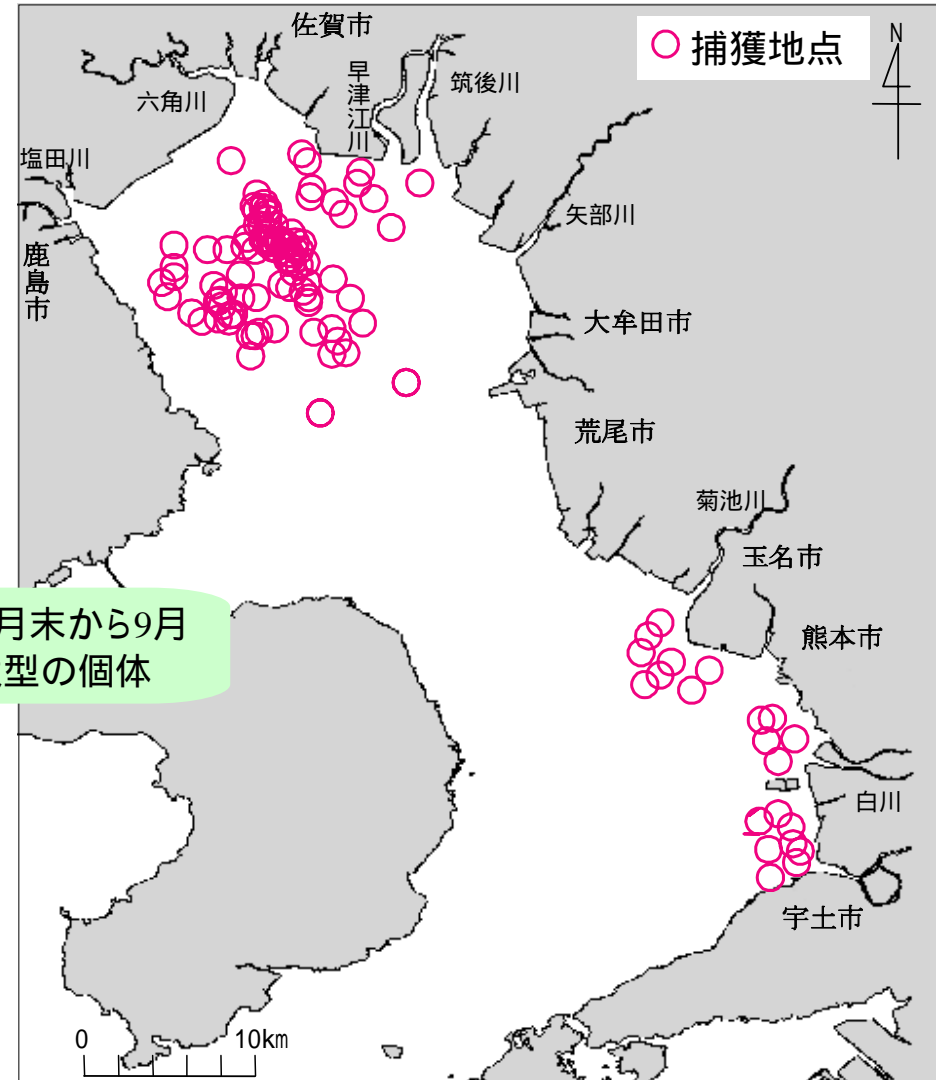 佐賀市
捕獲地点
N
六角川
早津江川
筑後川
塩田川
鹿島市
矢部川
大牟田市
荒尾市
菊池川
玉名市
月末から9月
型の個体
熊本市
白川
宇土市
0 10km